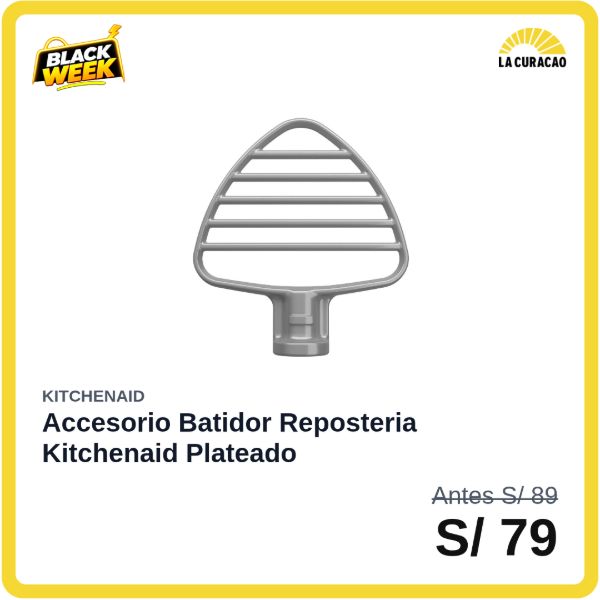 BLACK
WEEK
LA CURACAO
KITCHENAID
Accesorio Batidor Reposteria
Kitchenaid Plateado
Antes S/ 89
S/ 79